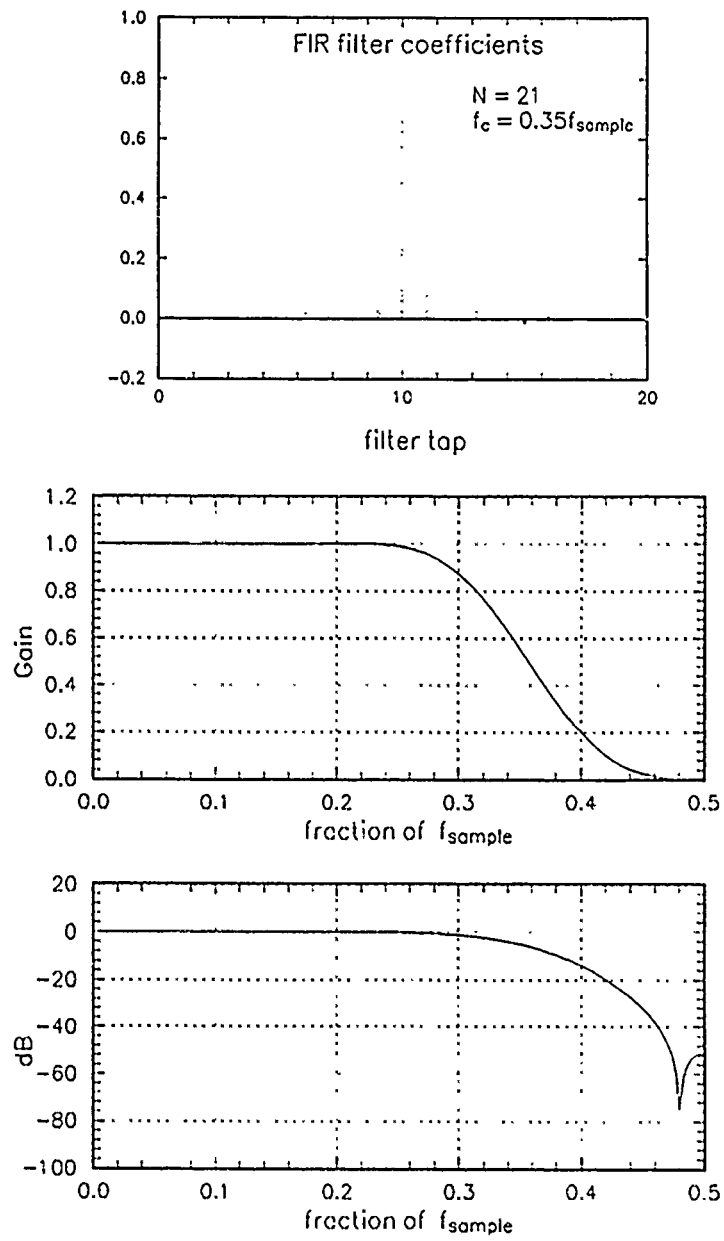 FIR filter coefficients
N = 21
f_c = 0.35f_sample
1.0
0.8
0.6
0.4
0.2
0.0
−0.2
0 10 20
filter tap
1.2
1.0
0.8
0.6
0.4
0.2
0.0
Gain
0.0 0.1 0.2 0.3 0.4 0.5
fraction of f_sample
20
0
−20
−40
−60
−80
−100
dB
0.0 0.1 0.2 0.3 0.4 0.5
fraction of f_sample